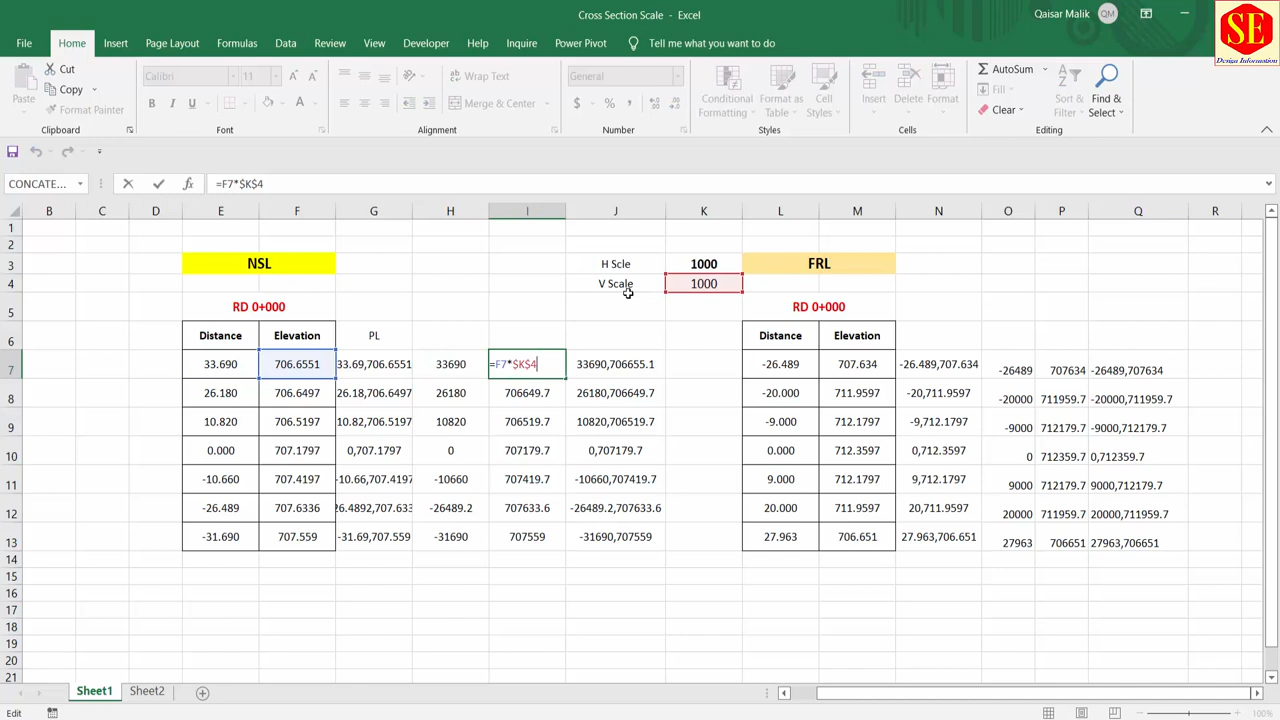 Cross Section Scale - Excel
Qaisar Malik QM
SE
Design Information
File Home Insert Page Layout Formulas Data Review View Developer Help Inquire Power Pivot Tell me what you want to do
Paste
Cut
Copy
Format Painter
Calibri
11
B I U
Wrap Text
Merge & Center
General
$ % ,
Conditional Formatting
Format as Table
Cell Styles
Insert Delete Format
AutoSum
Fill
Clear
Sort & Filter
Find & Select
Clipboard Font Alignment Number Styles Cells Editing
CONCATE... fx =F7*$K$4
B C D E F G H I J K L M N O P Q R
1
2
3 NSL H Scle 1000 FRL
4 V Scale 1000
5 RD 0+000 RD 0+000
6 Distance Elevation PL Distance Elevation
7 33.690 706.6551 33.69,706.6551 33690 =F7*$K$4 33690,706655.1 -26.489 707.634 -26.489,707.634 -26489 707634 -26489,707634
8 26.180 706.6497 26.18,706.6497 26180 706649.7 26180,706649.7 -20.000 711.9597 -20,711.9597 -20000 711959.7 -20000,711959.7
9 10.820 706.5197 10.82,706.5197 10820 706519.7 10820,706519.7 -9.000 712.1797 -9,712.1797 -9000 712179.7 -9000,712179.7
10 0.000 707.1797 0,707.1797 0 707179.7 0,707179.7 0.000 712.3597 0,712.3597 0 712359.7 0,712359.7
11 -10.660 707.4197 -10.66,707.4197 -10660 707419.7 -10660,707419.7 9.000 712.1797 9,712.1797 9000 712179.7 9000,712179.7
12 -26.489 707.6336 26.4892,707.633 -26489.2 707633.6 -26489.2,707633.6 20.000 711.9597 20,711.9597 20000 711959.7 20000,711959.7
13 -31.690 707.559 -31.69,707.559 -31690 707559 -31690,707559 27.963 706.651 27.963,706.651 27963 706651 27963,706651
14
15
16
17
18
19
20
21
Sheet1 Sheet2
Edit 100%